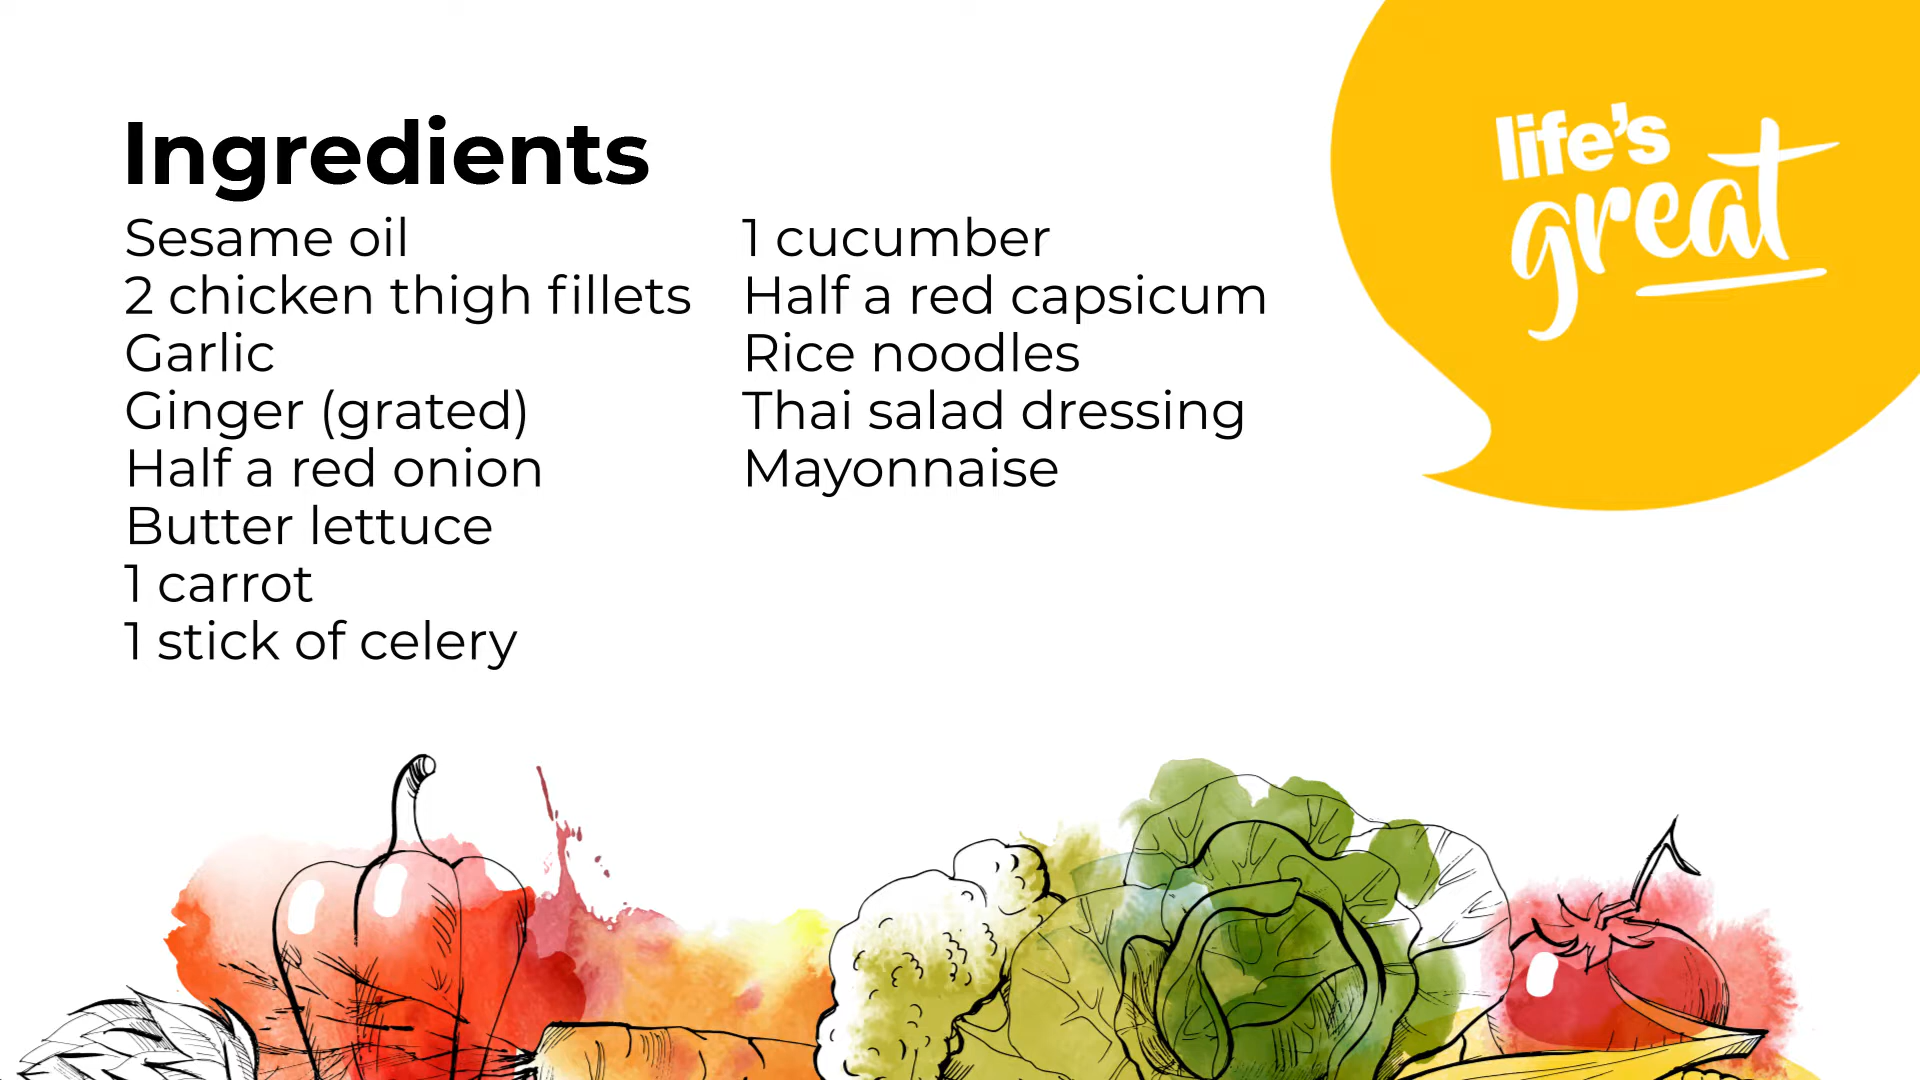 Ingredients
Sesame oil
2 chicken thigh fillets
Garlic
Ginger (grated)
Half a red onion
Butter lettuce
1 carrot
1 stick of celery
1 cucumber
Half a red capsicum
Rice noodles
Thai salad dressing
Mayonnaise
life's
great